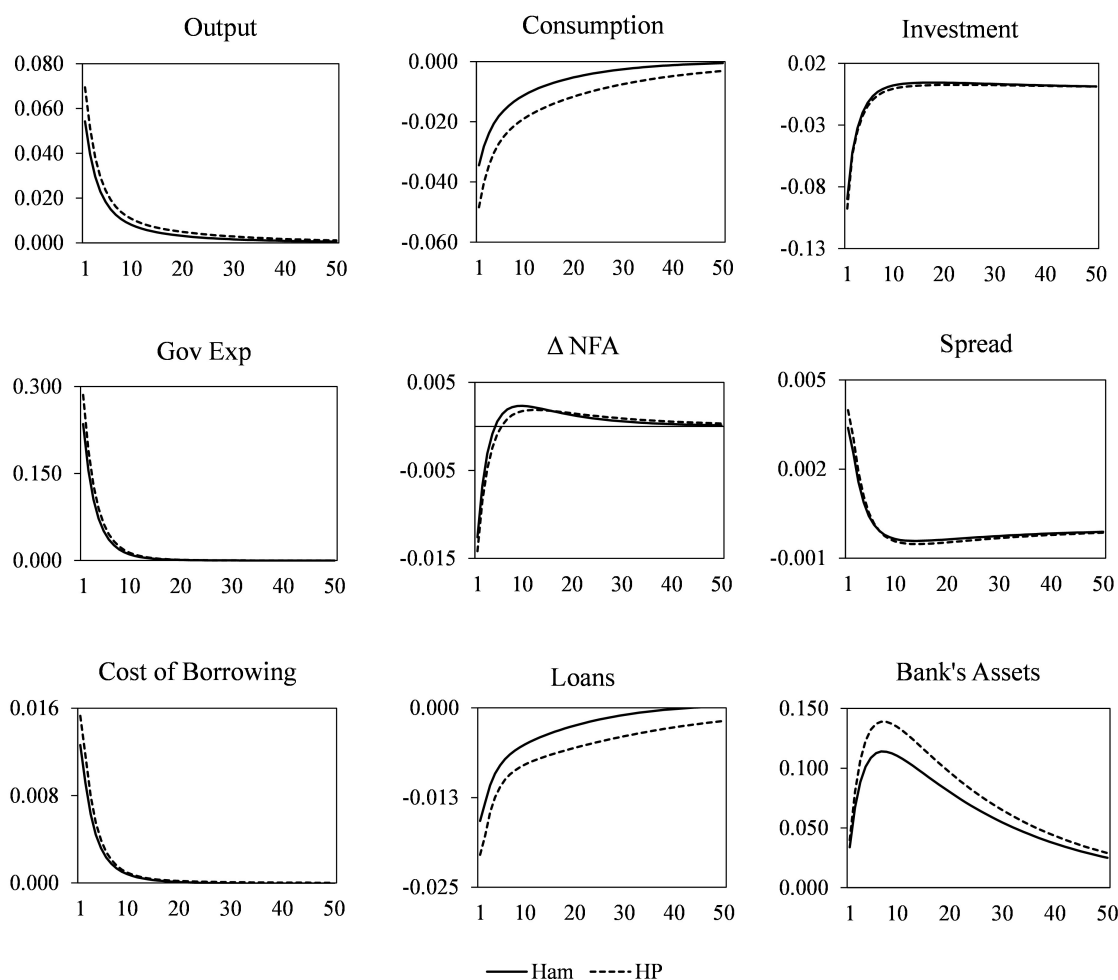 Output
0.080
0.060
0.040
0.020
0.000
1 10 20 30 40 50
Consumption
0.000
-0.020
-0.040
-0.060
1 10 20 30 40 50
Investment
0.02
-0.03
-0.08
-0.13
1 10 20 30 40 50
Gov Exp
0.300
0.150
0.000
1 10 20 30 40 50
Δ NFA
0.005
-0.005
-0.015
1 10 20 30 40 50
Spread
0.005
0.002
-0.001
1 10 20 30 40 50
Cost of Borrowing
0.016
0.008
0.000
1 10 20 30 40 50
Loans
0.000
-0.013
-0.025
1 10 20 30 40 50
Bank's Assets
0.150
0.100
0.050
0.000
1 10 20 30 40 50
Ham HP